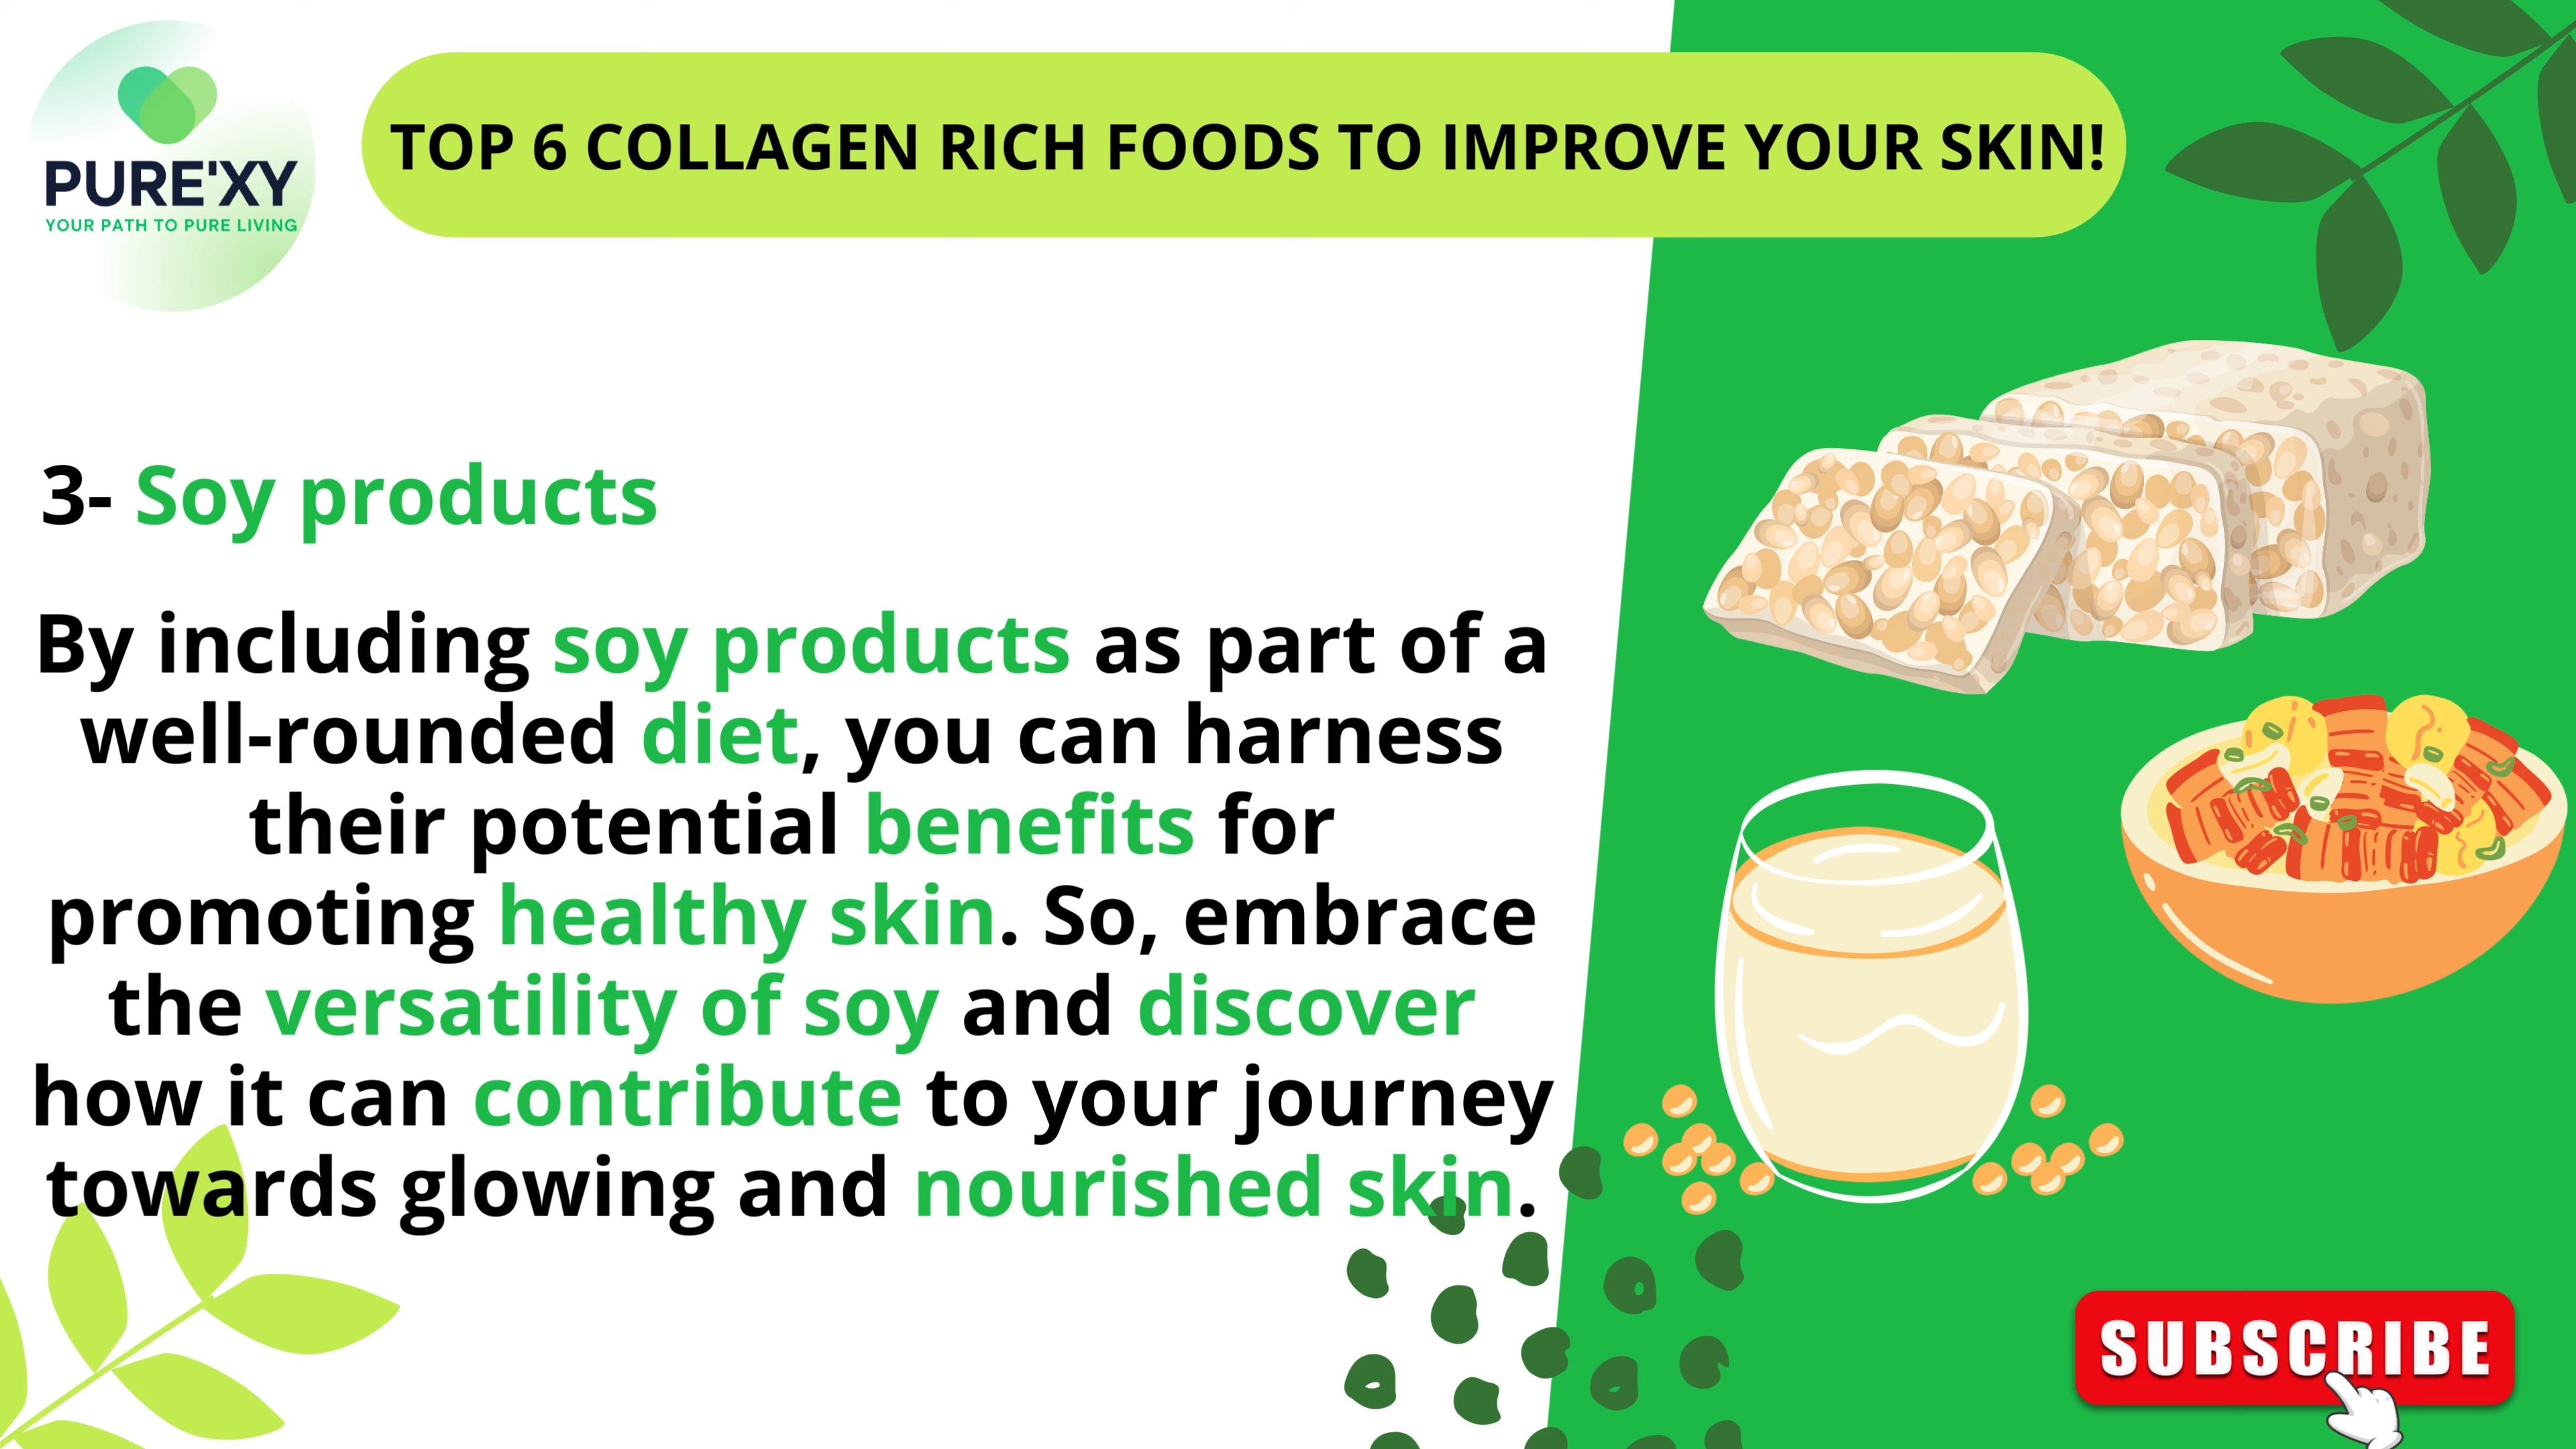 PURE'XY
YOUR PATH TO PURE LIVING
TOP 6 COLLAGEN RICH FOODS TO IMPROVE YOUR SKIN!
3- Soy products
By including soy products as part of a
well-rounded diet, you can harness
their potential benefits for
promoting healthy skin. So, embrace
the versatility of soy and discover
how it can contribute to your journey
towards glowing and nourished skin.
SUBSCRIBE